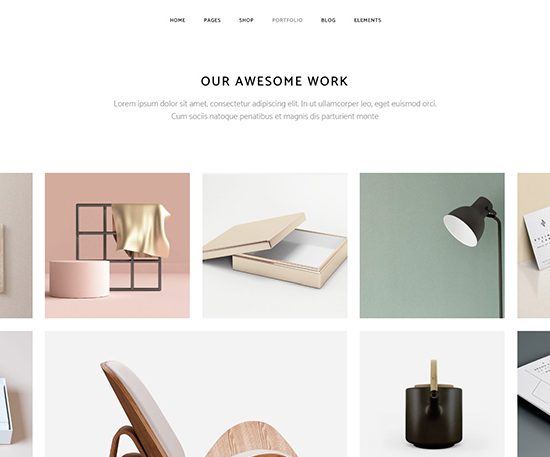 HOME PAGES SHOP PORTFOLIO BLOG ELEMENTS
OUR AWESOME WORK
Lorem ipsum dolor sit amet, consectetur adipiscing elit. In ut ullamcorper leo, eget euismod orci.
Cum sociis natoque penatibus et magnis dis parturient monte